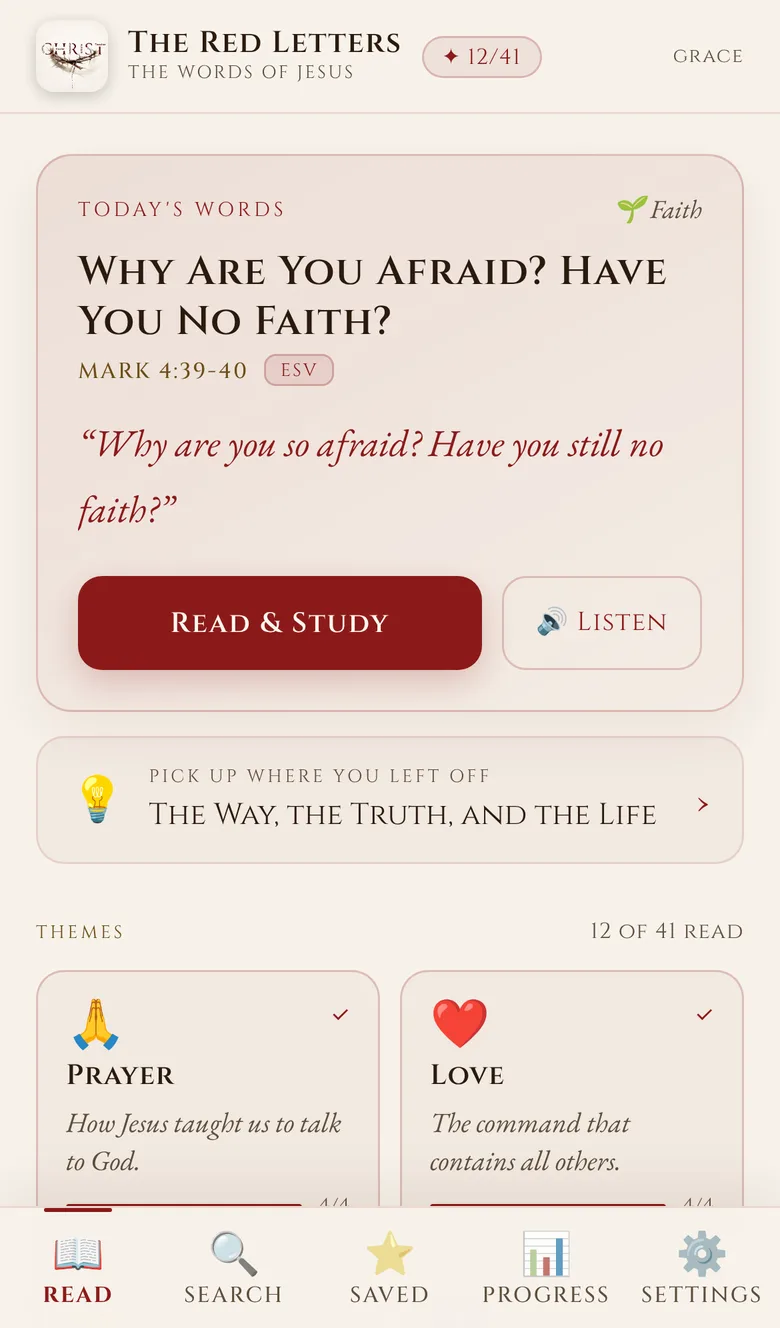 CHRIST
THE RED LETTERS
THE WORDS OF JESUS
✦ 12/41
GRACE
TODAY'S WORDS
Faith
WHY ARE YOU AFRAID? HAVE
YOU NO FAITH?
MARK 4:39-40
ESV
“Why are you so afraid? Have you still no
faith?”
READ & STUDY
LISTEN
PICK UP WHERE YOU LEFT OFF
THE WAY, THE TRUTH, AND THE LIFE
THEMES
12 OF 41 READ
PRAYER
How Jesus taught us to talk
to God.
4/4
LOVE
The command that
contains all others.
4/4
READ
SEARCH
SAVED
PROGRESS
SETTINGS